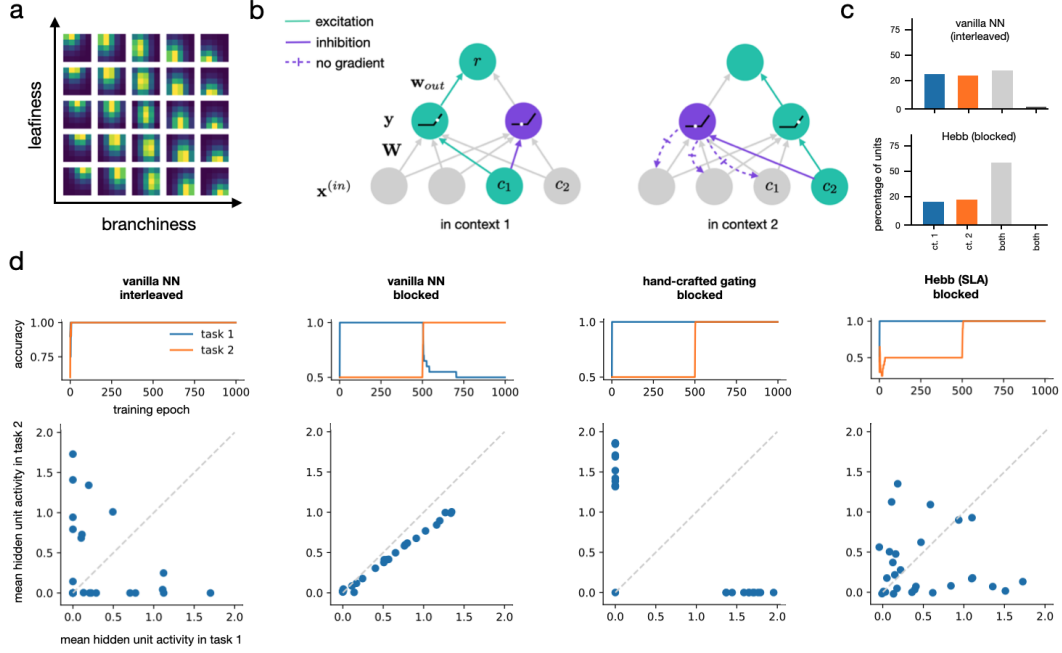 a
leafiness
branchiness
b
excitation
inhibition
no gradient
r
w_out
y
W
x^(in)
c1
c2
in context 1
c1
c2
in context 2
c
vanilla NN
(interleaved)
75
50
20
0
Hebb (blocked)
75
50
20
0
percentage of units
ct. 1
ct. 2
both
both
d
vanilla NN
interleaved
accuracy
1.00
0.75
task 1
task 2
0
250
500
750
1000
training epoch
vanilla NN
blocked
1.0
0.5
0
250
500
750
1000
hand-crafted gating
blocked
1.0
0.5
0
250
500
750
1000
Hebb (SLA)
blocked
1.0
0.5
0
250
500
750
1000
mean hidden unit activity in task 2
2.0
1.5
1.0
0.5
0.0
0.0
0.5
1.0
1.5
2.0
mean hidden unit activity in task 1
2.0
1.5
1.0
0.5
0.0
0.0
0.5
1.0
1.5
2.0
2.0
1.5
1.0
0.5
0.0
0.0
0.5
1.0
1.5
2.0
2.0
1.5
1.0
0.5
0.0
0.0
0.5
1.0
1.5
2.0